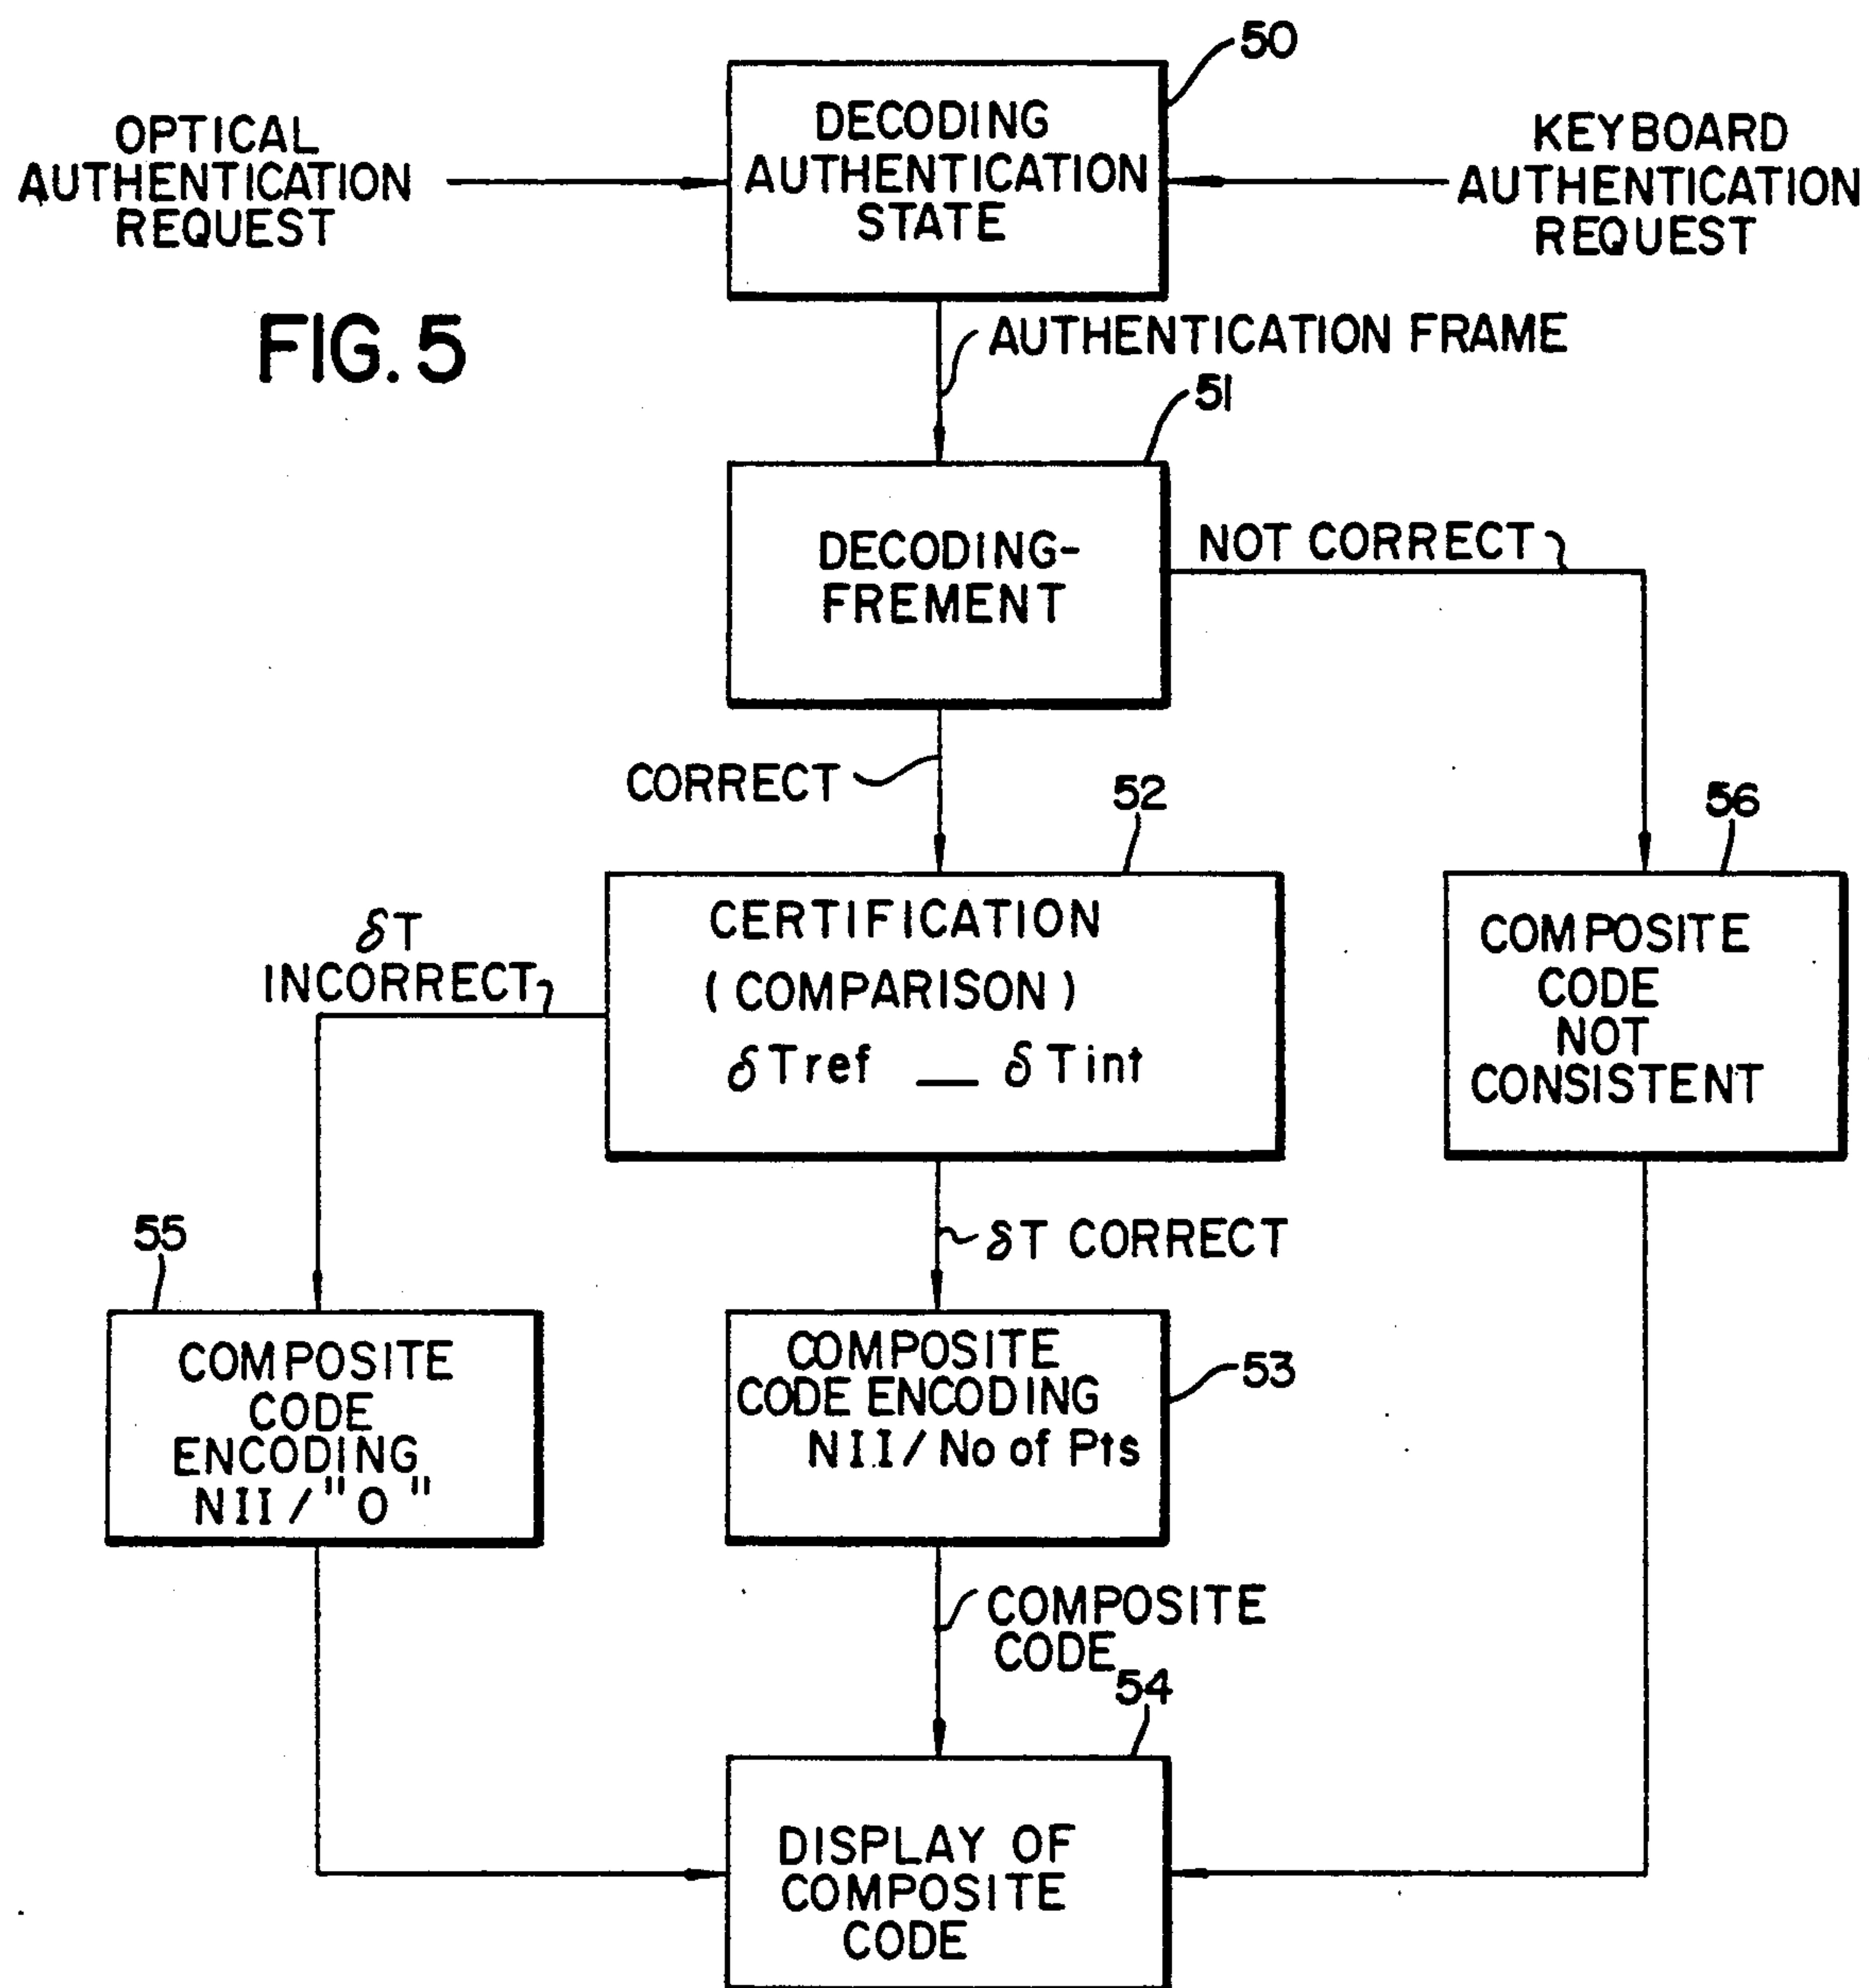 50
OPTICAL
AUTHENTICATION
REQUEST
DECODING
AUTHENTICATION
STATE
KEYBOARD
AUTHENTICATION
REQUEST
FIG. 5
AUTHENTICATION FRAME
51
DECODING-
FREMENT
NOT CORRECT
CORRECT
52
56
CERTIFICATION
(COMPARISON)
δTref — δTint
δT
INCORRECT
COMPOSITE
CODE
NOT
CONSISTENT
δT CORRECT
55
COMPOSITE
CODE
ENCODING
NII/"O"
COMPOSITE
CODE ENCODING
NII/No of Pts
53
COMPOSITE
CODE
54
DISPLAY OF
COMPOSITE
CODE